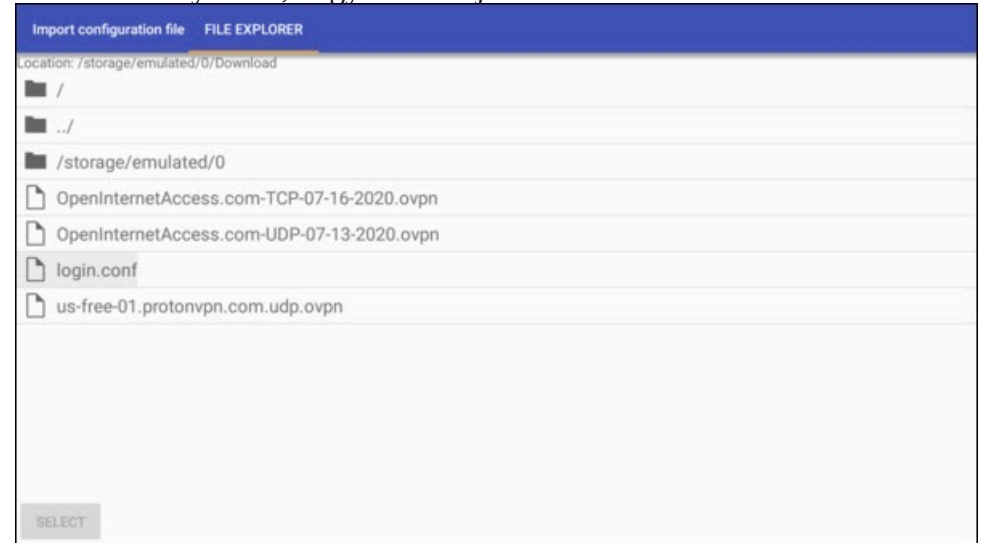 Import configuration file FILE EXPLORER
Location: /storage/emulated/0/Download
/
../
/storage/emulated/0
OpenInternetAccess.com-TCP-07-16-2020.ovpn
OpenInternetAccess.com-UDP-07-13-2020.ovpn
login.conf
us-free-01.protonvpn.com.udp.ovpn
SELECT